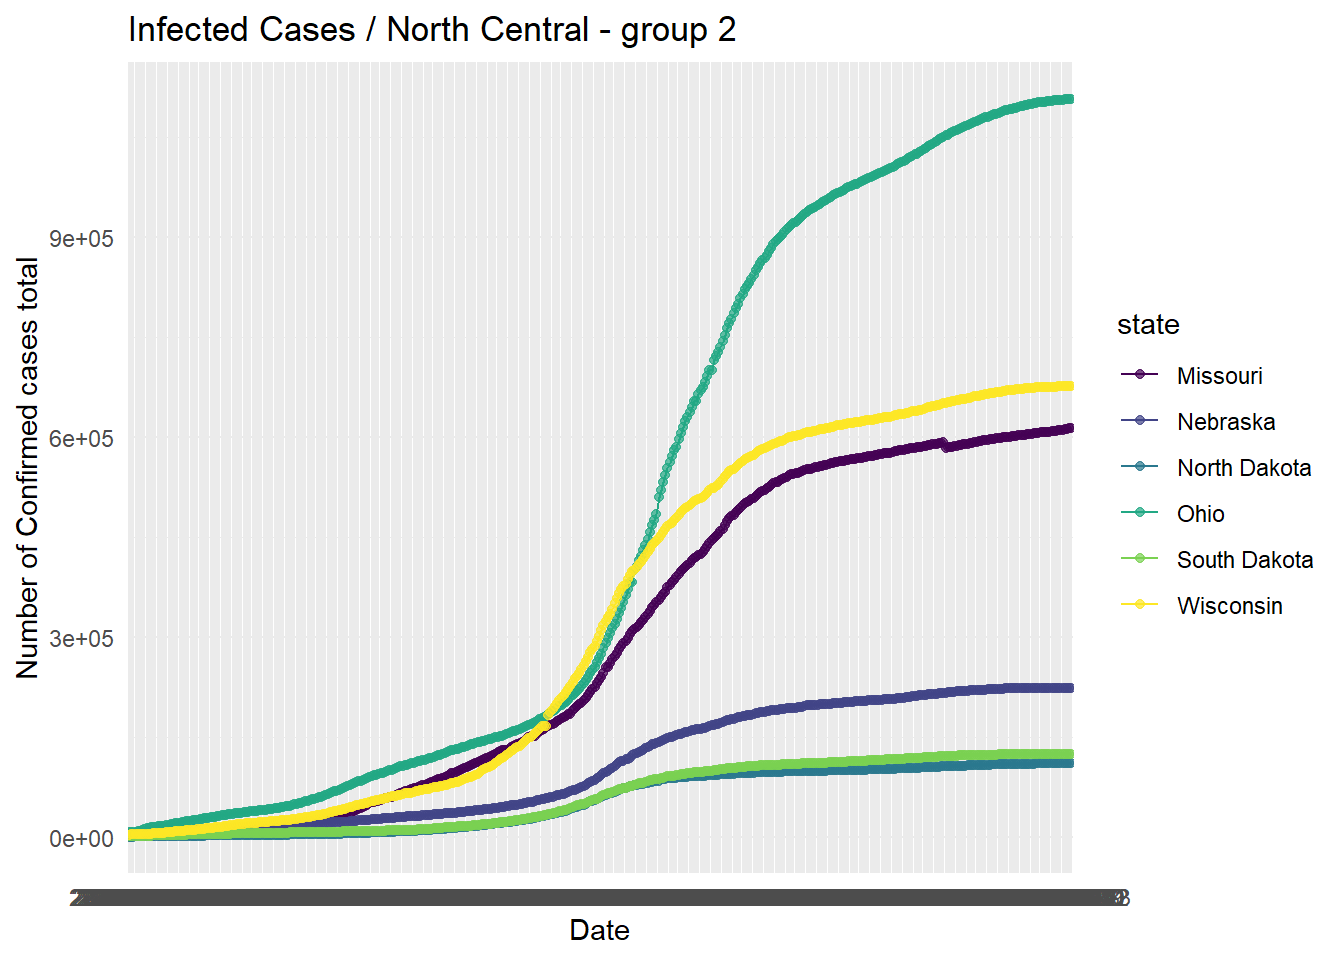 Infected Cases / North Central - group 2
Number of Confirmed cases total
9e+05
6e+05
3e+05
0e+00
Date
state
Missouri
Nebraska
North Dakota
Ohio
South Dakota
Wisconsin